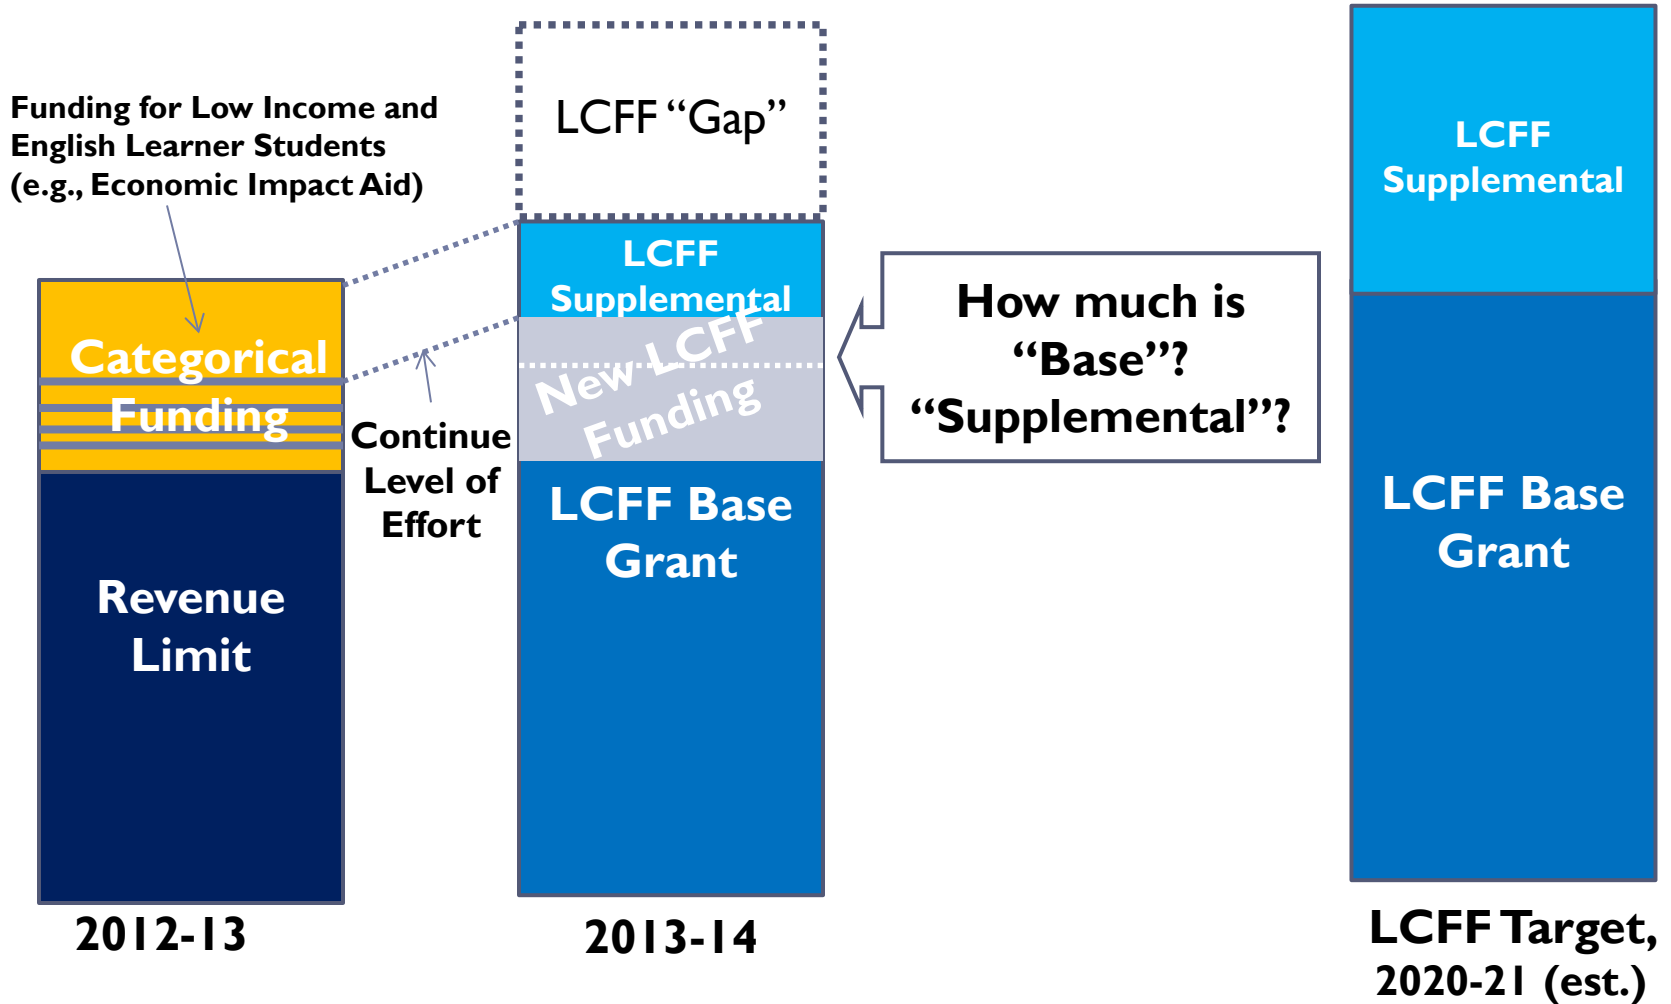 Funding for Low Income and
English Learner Students
(e.g., Economic Impact Aid)
Categorical
Funding
Revenue
Limit
2012-13
Continue
Level of
Effort
LCFF “Gap”
LCFF
Supplemental
New LCFF
Funding
LCFF Base
Grant
2013-14
How much is
“Base”?
“Supplemental”?
LCFF
Supplemental
LCFF Base
Grant
LCFF Target,
2020-21 (est.)